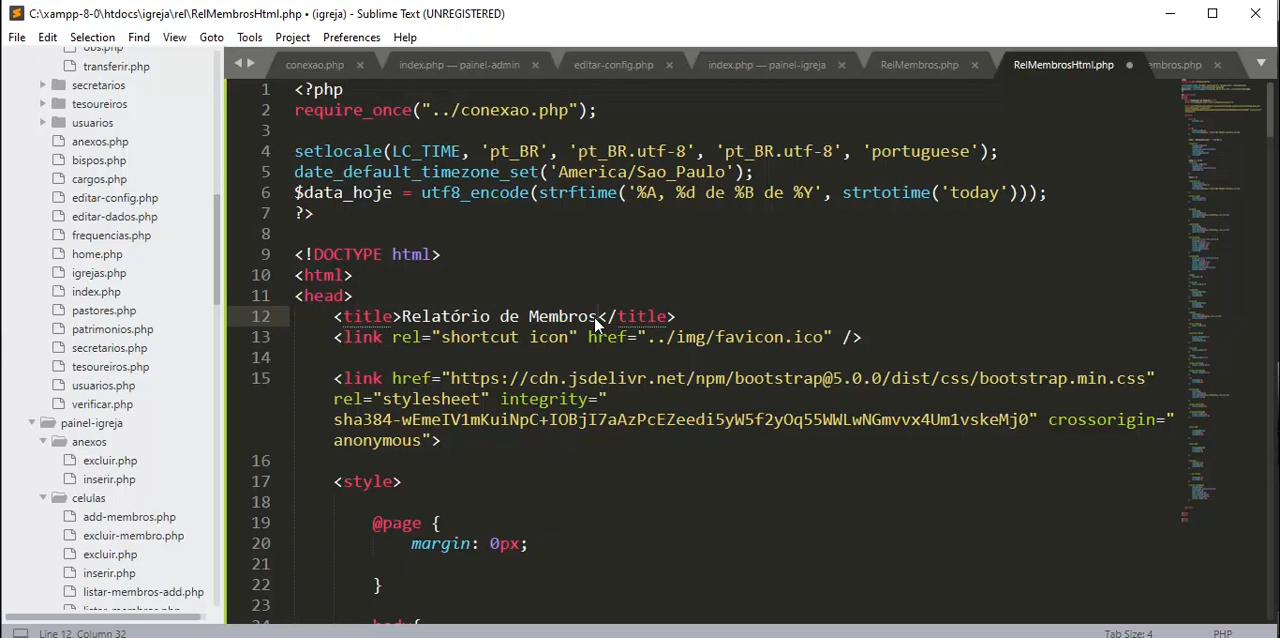 C:\xampp-8-0\htdocs\igreja\rel\RelMembrosHtml.php • (igreja) - Sublime Text (UNREGISTERED)
File Edit Selection Find View Goto Tools Project Preferences Help
obs.php
transferir.php
secretarios
tesoureiros
usuarios
anexos.php
bispos.php
cargos.php
editar-config.php
editar-dados.php
frequencias.php
home.php
igrejas.php
index.php
pastores.php
patrimonios.php
secretarios.php
tesoureiros.php
usuarios.php
verificar.php
painel-igreja
anexos
excluir.php
inserir.php
celulas
add-membros.php
excluir-membro.php
excluir.php
inserir.php
listar-membros-add.php
listar-membros.php
conexao.php index.php — painel-admin editar-config.php index.php — painel-igreja RelMembros.php RelMembrosHtml.php embros.php
1 <?php
2 require_once("../conexao.php");
3
4 setlocale(LC_TIME, 'pt_BR', 'pt_BR.utf-8', 'pt_BR.utf-8', 'portuguese');
5 date_default_timezone_set('America/Sao_Paulo');
6 $data_hoje = utf8_encode(strftime('%A, %d de %B de %Y', strtotime('today')));
7 ?>
8
9 <!DOCTYPE html>
10 <html>
11 <head>
12 <title>Relatório de Membros</title>
13 <link rel="shortcut icon" href="../img/favicon.ico" />
14
15 <link href="https://cdn.jsdelivr.net/npm/bootstrap@5.0.0/dist/css/bootstrap.min.css"
rel="stylesheet" integrity="
sha384-wEmeIV1mKuiNpC+IOBjI7aAzPcEZeedi5yW5f2yOq55WWLwNGmvvx4Um1vskeMj0" crossorigin="
anonymous">
16
17 <style>
18
19 @page {
20 margin: 0px;
21
22 }
23
24 body{
Line 12, Column 32 Tab Size: 4 PHP